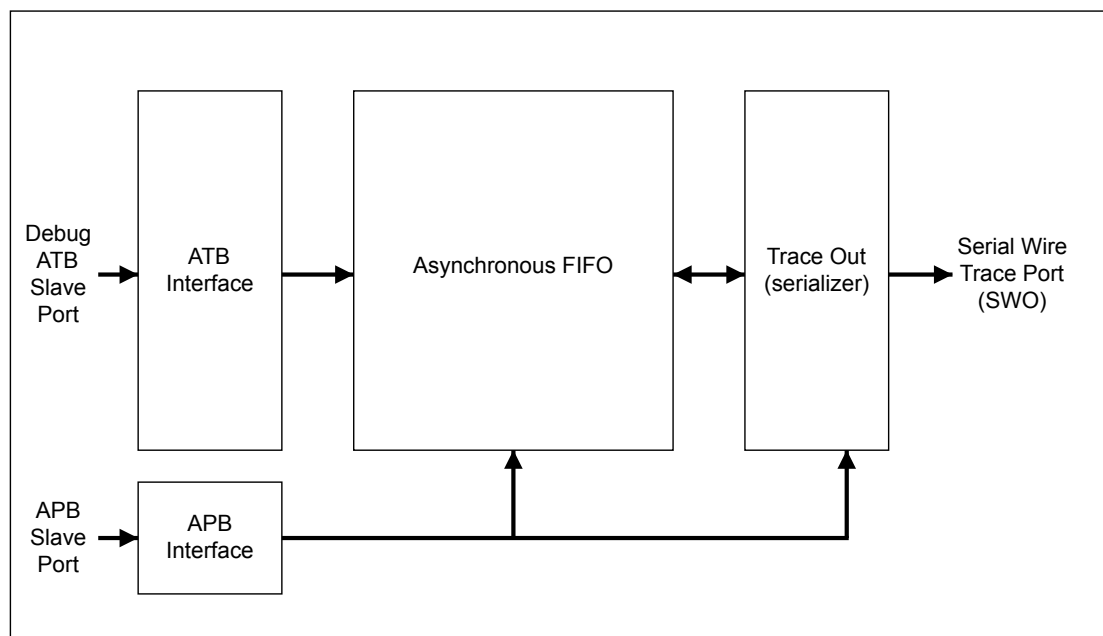 Debug
ATB
Slave
Port
ATB
Interface
Asynchronous FIFO
Trace Out
(serializer)
Serial Wire
Trace Port
(SWO)
APB
Slave
Port
APB
Interface